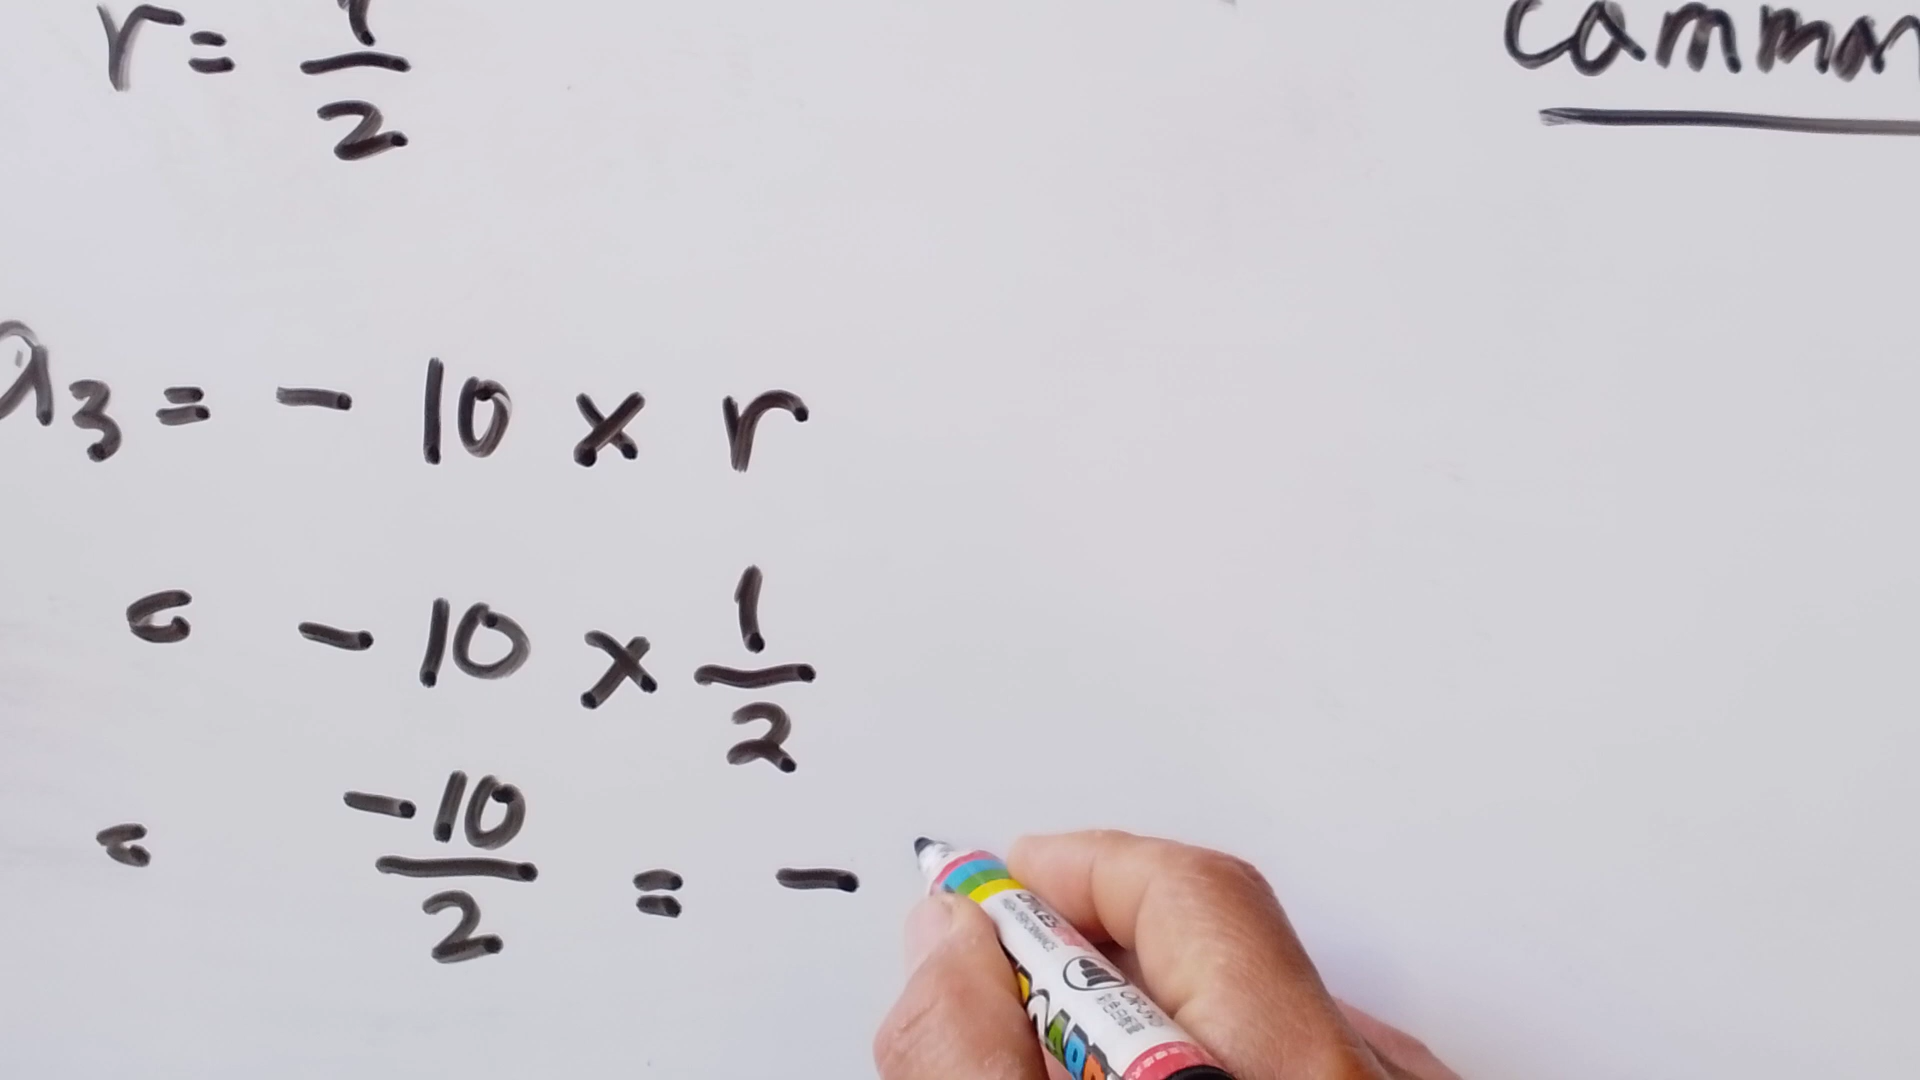 r = 1/2
common
a3 = - 10 × r
= - 10 × 1/2
= -10/2 = -